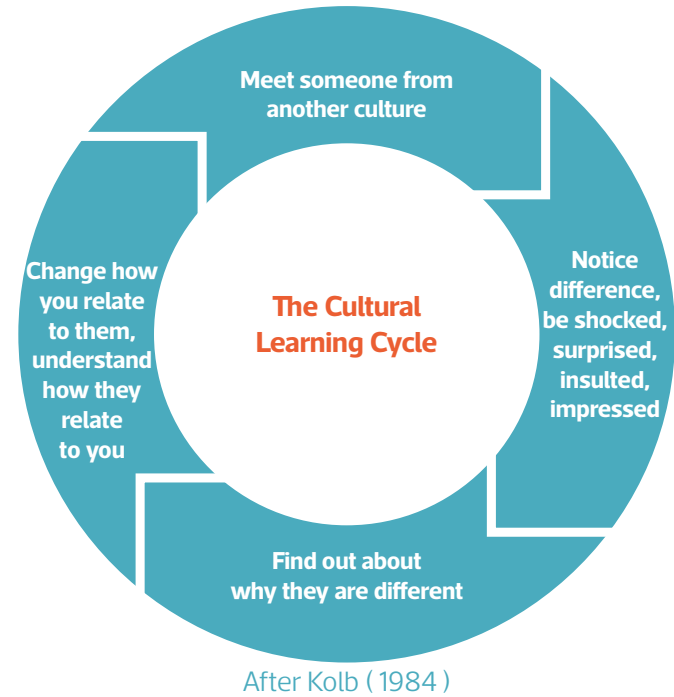 Meet someone from
another culture
Notice
difference,
be shocked,
surprised,
insulted,
impressed
Find out about
why they are different
Change how
you relate
to them,
understand
how they
relate
to you
The Cultural
Learning Cycle
After Kolb ( 1984 )